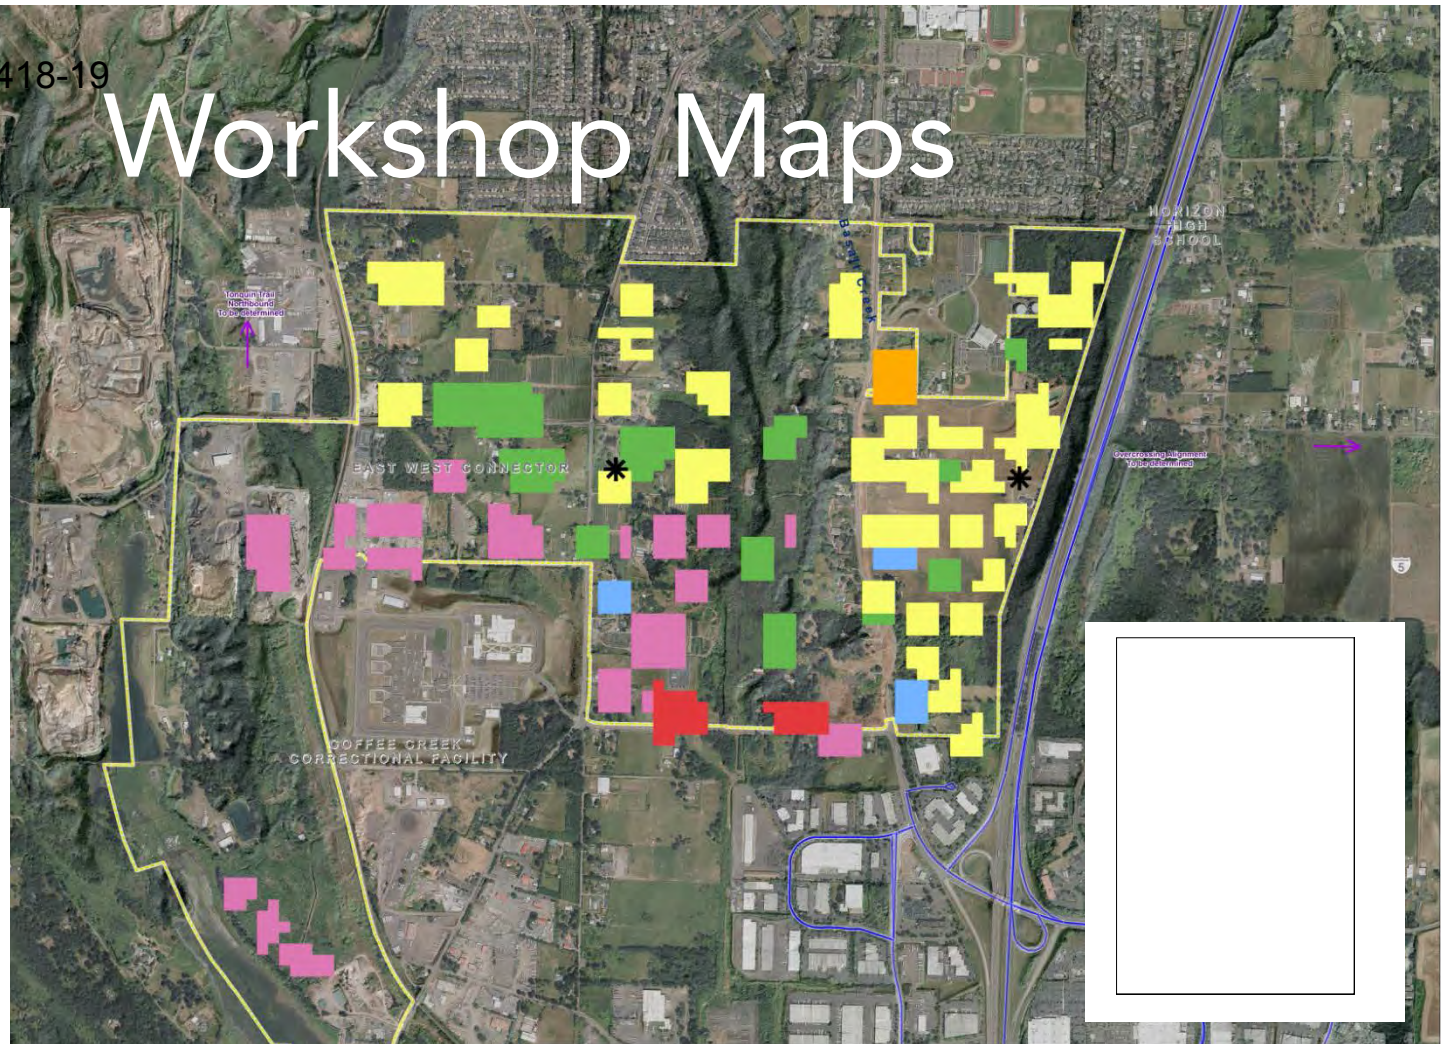 418-19
Workshop Maps
HORIZON
HIGH
SCHOOL
Basalt Creek
Tonquin Trail
Northbound
To be determined
Overcrossing Alignment
To be determined
EAST WEST CONNECTOR
5
COFFEE CREEK
CORRECTIONAL FACILITY